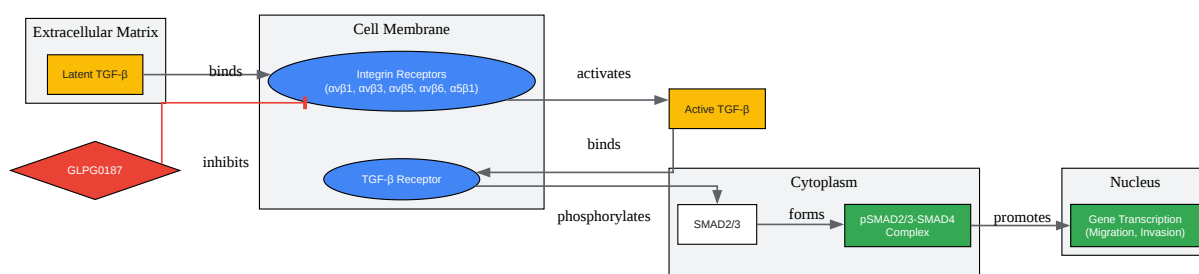 Extracellular Matrix
Latent TGF-β
binds
GLPG0187
inhibits
Cell Membrane
Integrin Receptors
(αvβ1, αvβ3, αvβ5, αvβ6, α5β1)
activates
Active TGF-β
binds
TGF-β Receptor
phosphorylates
Cytoplasm
SMAD2/3
forms
pSMAD2/3-SMAD4
Complex
promotes
Nucleus
Gene Transcription
(Migration, Invasion)